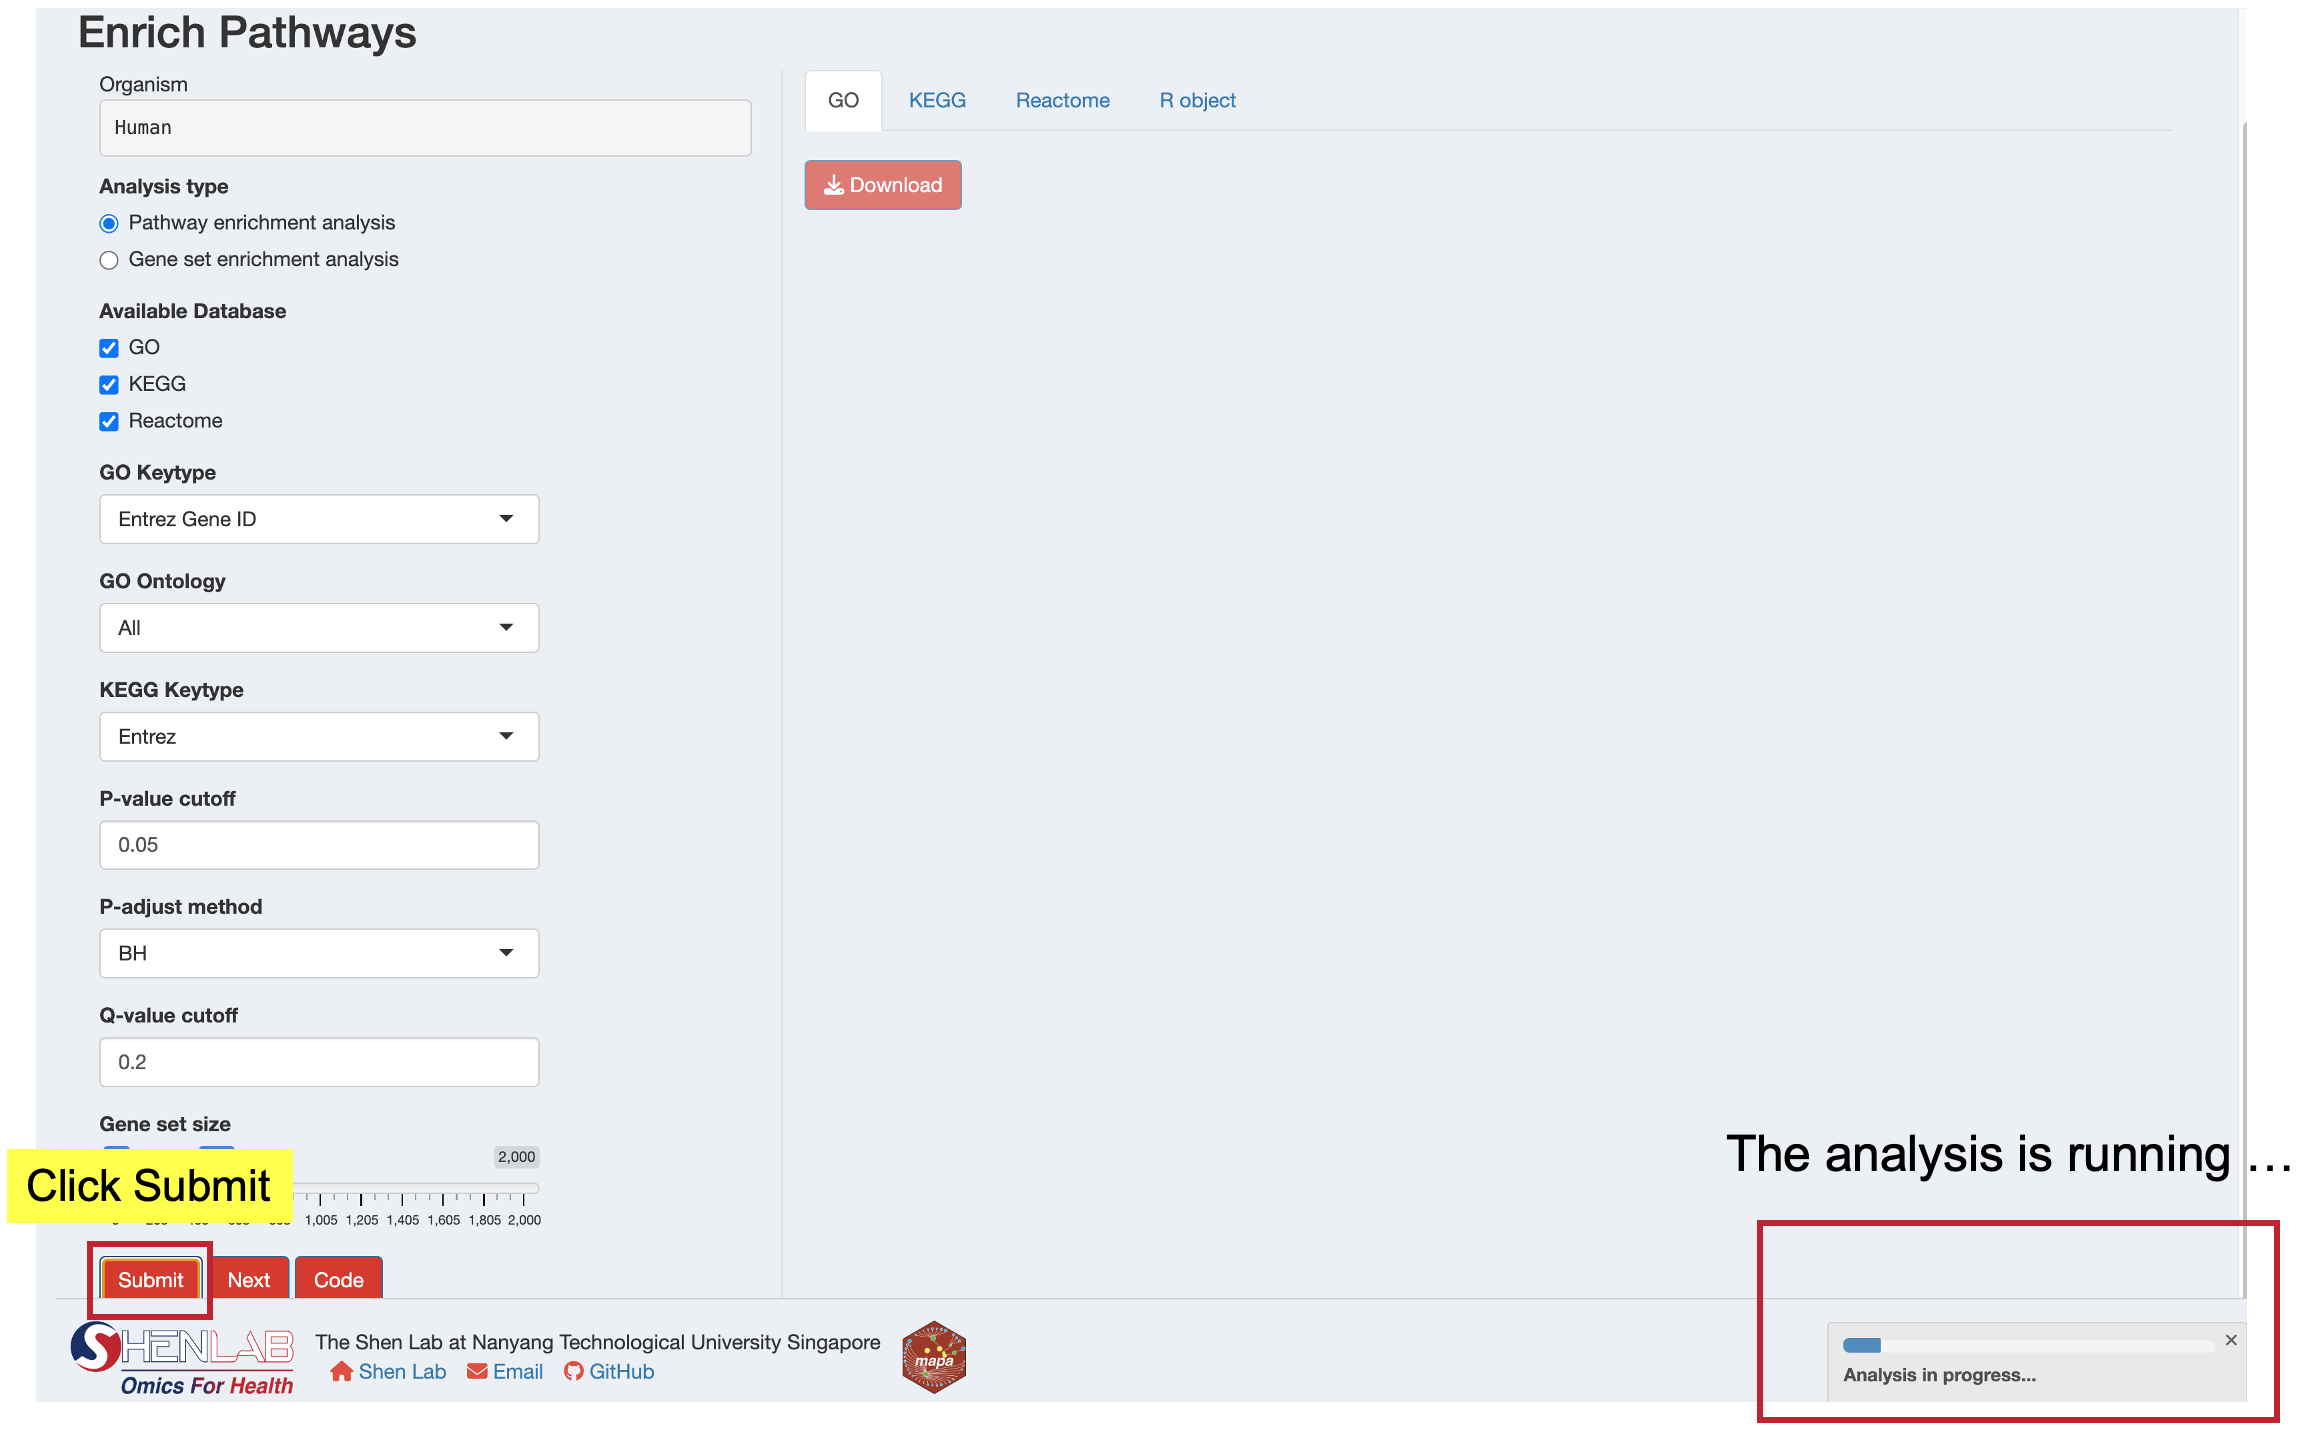 Enrich Pathways
Organism
Human
Analysis type
Pathway enrichment analysis
Gene set enrichment analysis
Available Database
GO
KEGG
Reactome
GO Keytype
Entrez Gene ID
GO Ontology
All
KEGG Keytype
Entrez
P-value cutoff
0.05
P-adjust method
BH
Q-value cutoff
0.2
Gene set size
2,000
Click Submit
1,005 1,205 1,405 1,605 1,805 2,000
Submit Next Code
GO KEGG Reactome R object
Download
The analysis is running ...
Analysis in progress...
SHENLAB
Omics For Health
The Shen Lab at Nanyang Technological University Singapore
Shen Lab Email GitHub
mapa